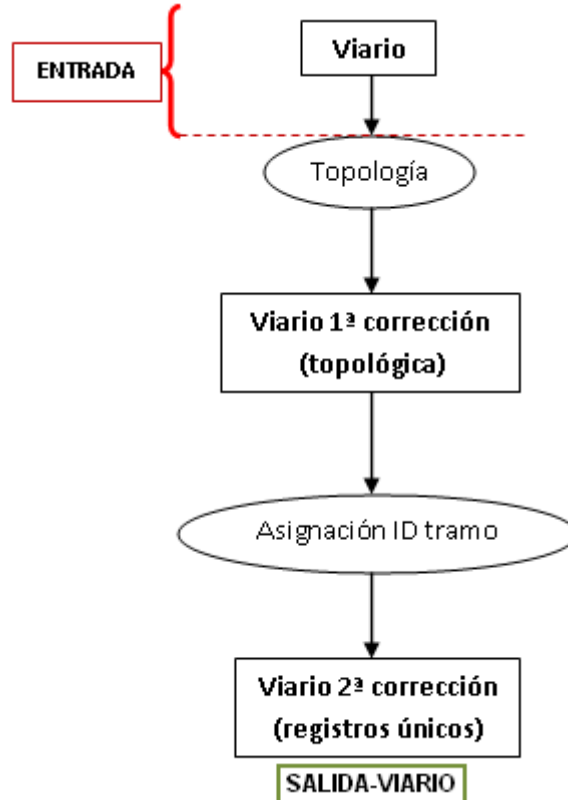 ENTRADA
Viario
Topología
Viario 1ª corrección
(topológica)
Asignación ID tramo
Viario 2ª corrección
(registros únicos)
SALIDA-VIARIO